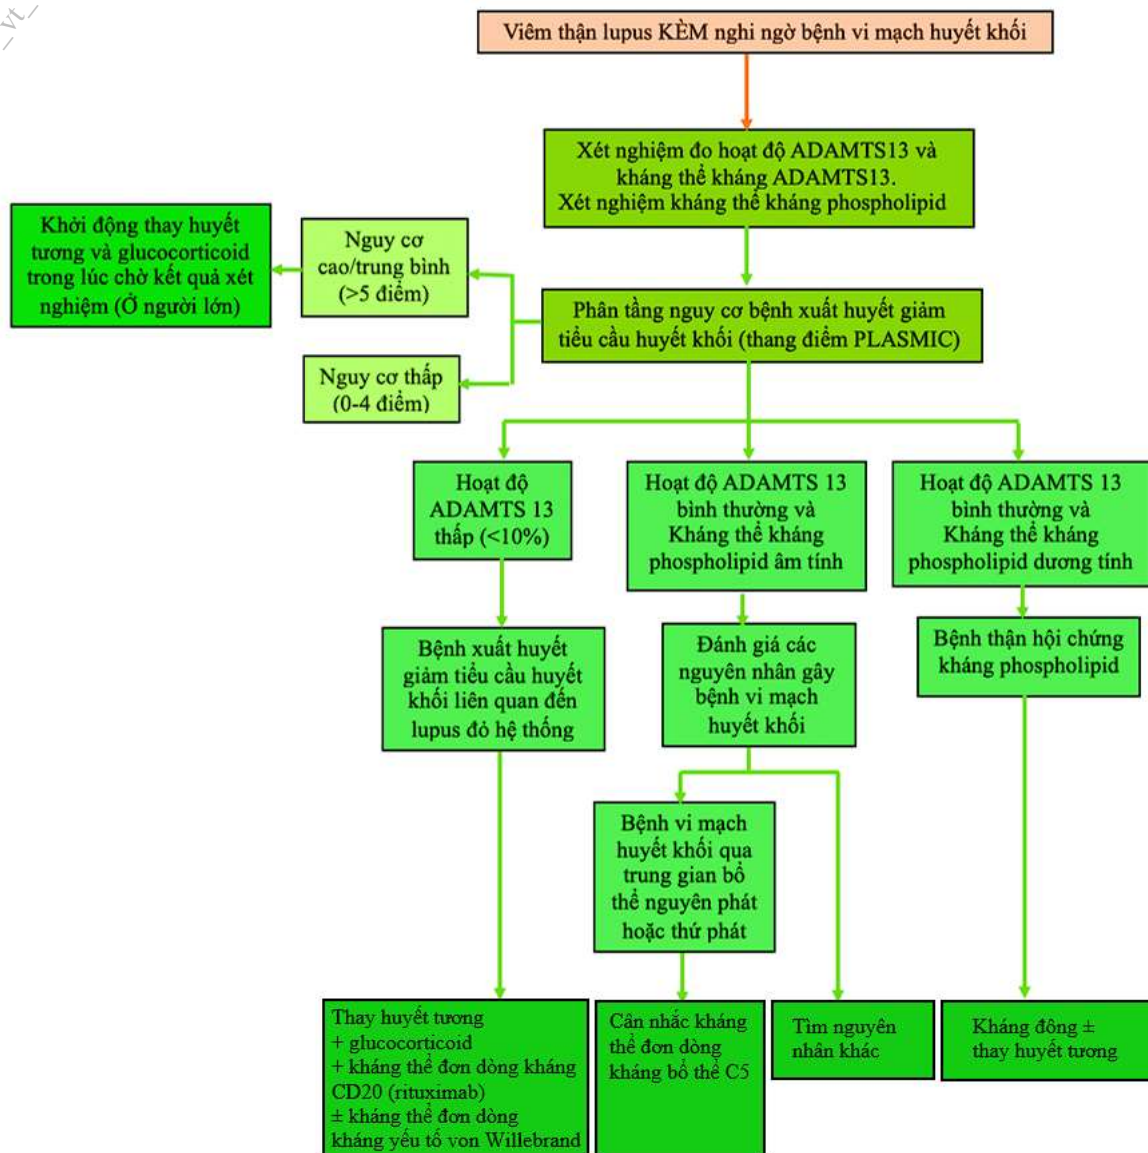 _vt_
Viêm thận lupus KÈM nghi ngờ bệnh vi mạch huyết khối
Xét nghiệm đo hoạt độ ADAMTS13 và
kháng thể kháng ADAMTS13.
Xét nghiệm kháng thể kháng phospholipid
Khởi động thay huyết
tương và glucocorticoid
trong lúc chờ kết quả xét
nghiệm (Ở người lớn)
Nguy cơ
cao/trung bình
(>5 điểm)
Phân tầng nguy cơ bệnh xuất huyết giảm
tiểu cầu huyết khối (thang điểm PLASMIC)
Nguy cơ thấp
(0-4 điểm)
Hoạt độ
ADAMTS 13
thấp (<10%)
Hoạt độ ADAMTS 13
bình thường và
Kháng thể kháng
phospholipid âm tính
Hoạt độ ADAMTS 13
bình thường và
Kháng thể kháng
phospholipid dương tính
Bệnh xuất huyết
giảm tiểu cầu huyết
khối liên quan đến
lupus đỏ hệ thống
Đánh giá các
nguyên nhân gây
bệnh vi mạch
huyết khối
Bệnh thận hội chứng
kháng phospholipid
Bệnh vi mạch
huyết khối qua
trung gian bổ
thể nguyên phát
hoặc thứ phát
Thay huyết tương
+ glucocorticoid
+ kháng thể đơn dòng kháng
CD20 (rituximab)
± kháng thể đơn dòng
kháng yếu tố von Willebrand
Cân nhắc kháng
thể đơn dòng
kháng bổ thể C5
Tìm nguyên
nhân khác
Kháng đông ±
thay huyết tương